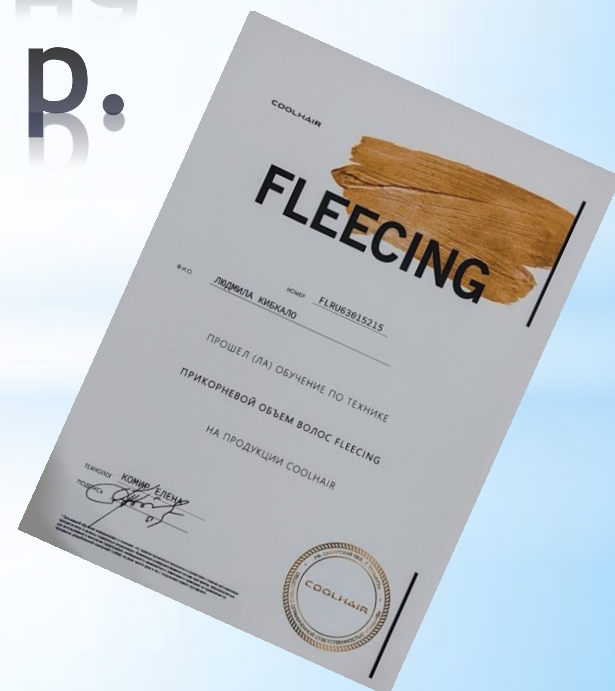 р.
COOLHAIR
FLEECING
Ф.И.О. ЛЮДМИЛА КИБКАЛО НОМЕР FLRU63015215
ПРОШЕЛ (ЛА) ОБУЧЕНИЕ ПО ТЕХНИКЕ
ПРИКОРНЕВОЙ ОБЪЕМ ВОЛОС FLEECING
НА ПРОДУКЦИИ COOLHAIR
ТЕХНОЛОГ КОМИР ЕЛЕНА
ПОДПИСЬ
COOLHAIR